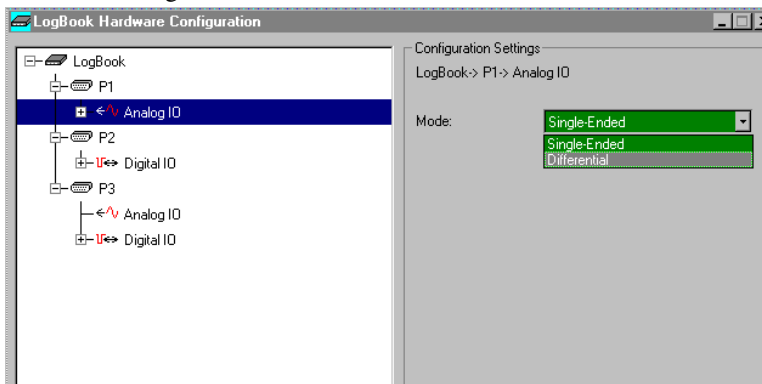 LogBook Hardware Configuration
LogBook
P1
Analog IO
P2
Digital IO
P3
Analog IO
Digital IO
Configuration Settings
LogBook-> P1-> Analog IO
Mode:
Single-Ended
Single-Ended
Differential